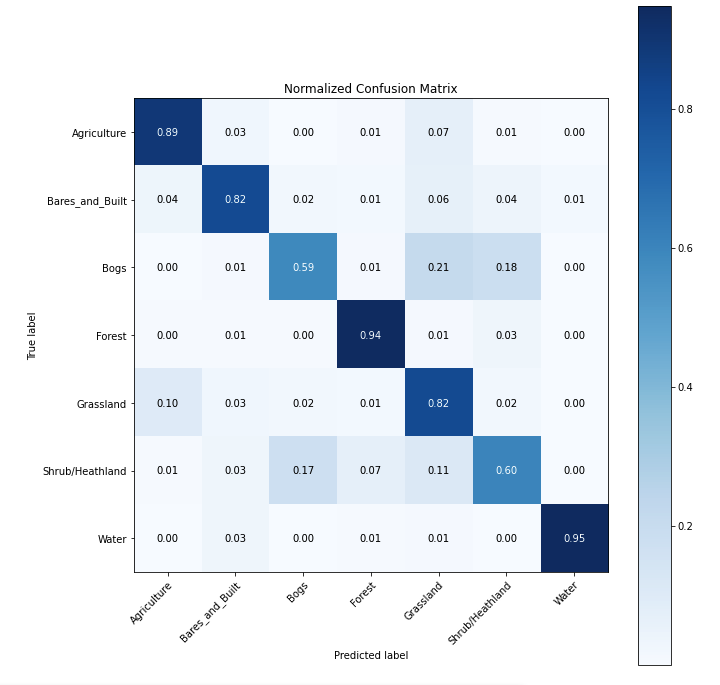 Normalized Confusion Matrix
0.8
0.6
0.4
0.2
True label
Agriculture 0.89 0.03 0.00 0.01 0.07 0.01 0.00
Bares_and_Built 0.04 0.82 0.02 0.01 0.06 0.04 0.01
Bogs 0.00 0.01 0.59 0.01 0.21 0.18 0.00
Forest 0.00 0.01 0.00 0.94 0.01 0.03 0.00
Grassland 0.10 0.03 0.02 0.01 0.82 0.02 0.00
Shrub/Heathland 0.01 0.03 0.17 0.07 0.11 0.60 0.00
Water 0.00 0.03 0.00 0.01 0.01 0.00 0.95
Agriculture
Bares_and_Built
Bogs
Forest
Grassland
Shrub/Heathland
Water
Predicted label